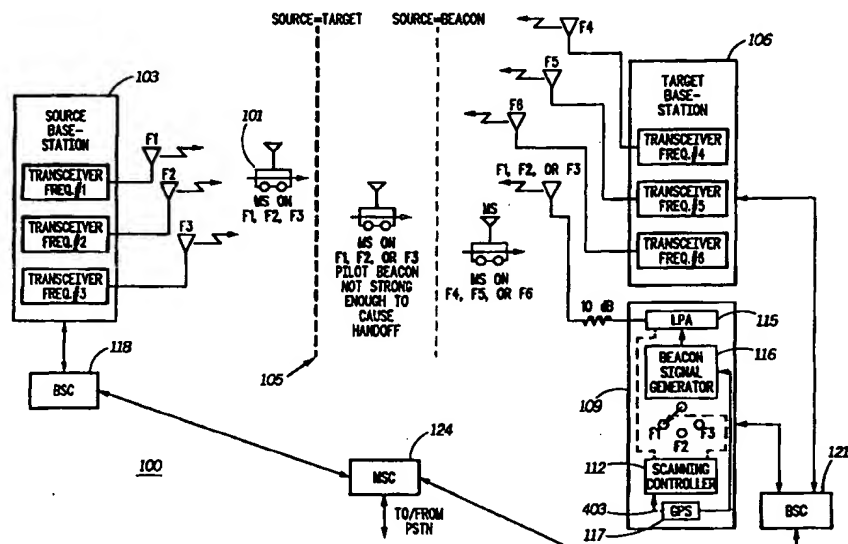 SOURCE=TARGET
SOURCE=BEACON
103
SOURCE
BASE-
STATION
TRANSCEIVER
FREQ.#1
TRANSCEIVER
FREQ.#2
TRANSCEIVER
FREQ.#3
F1
F2
F3
101
MS ON
F1, F2, F3
MS ON
F1, F2, OR F3
PILOT BEACON
NOT STRONG
ENOUGH TO
CAUSE
HANDOFF
105
MS
MS ON
F4, F5, OR F6
F4
F5
F6
F1, F2, OR F3
106
TARGET
BASE-
STATION
TRANSCEIVER
FREQ.#4
TRANSCEIVER
FREQ.#5
TRANSCEIVER
FREQ.#6
10 dB
LPA
115
BEACON
SIGNAL
GENERATOR
116
109
F1
F2
F3
112
SCANNING
CONTROLLER
403
GPS
117
118
BSC
100
124
MSC
TO/FROM
PSTN
121
BSC